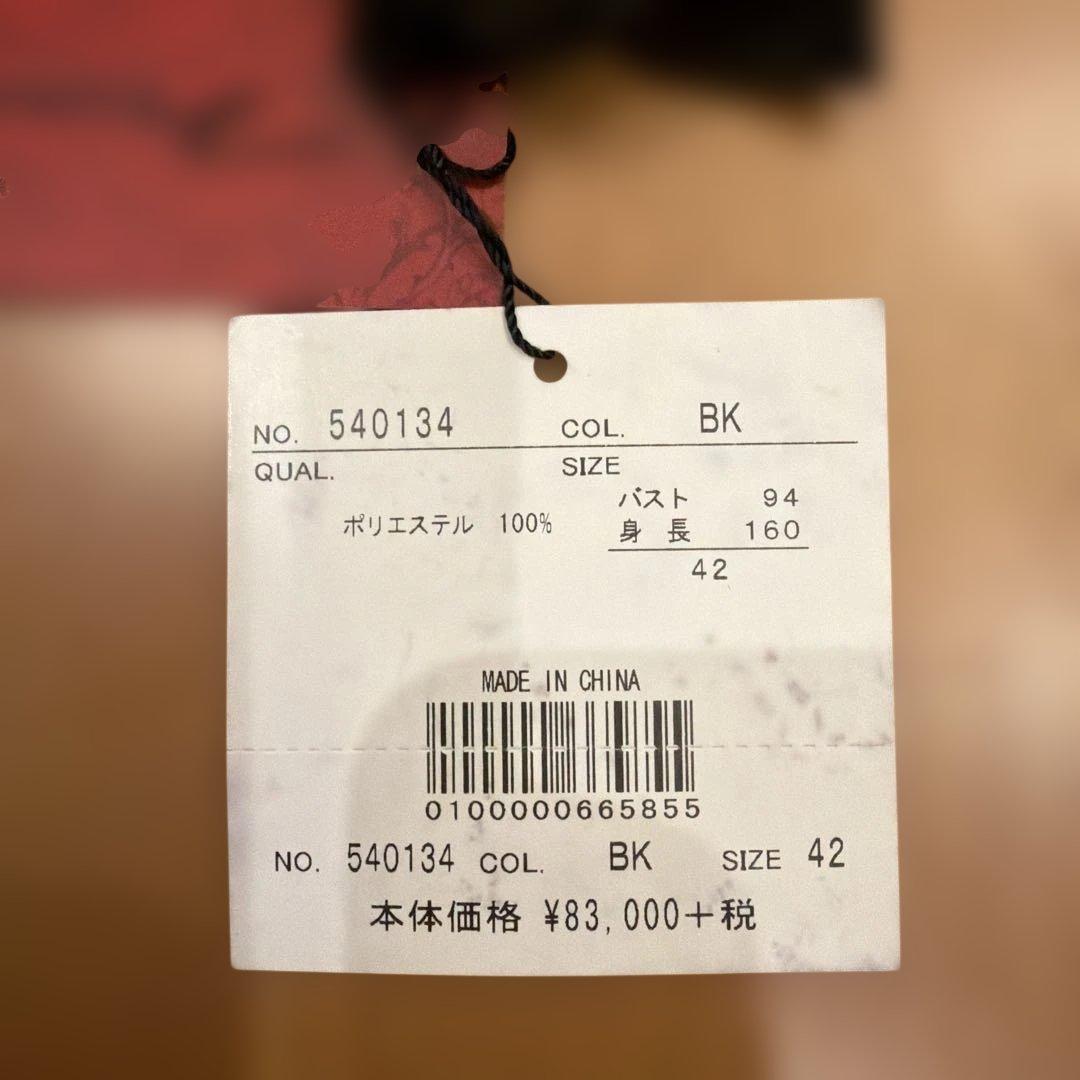 NO. 540134 COL. BK
QUAL. SIZE
バスト 94
ポリエステル 100%
身 長 160
42
MADE IN CHINA
0100000665855
NO. 540134 COL. BK SIZE 42
本体価格 ¥83,000+税